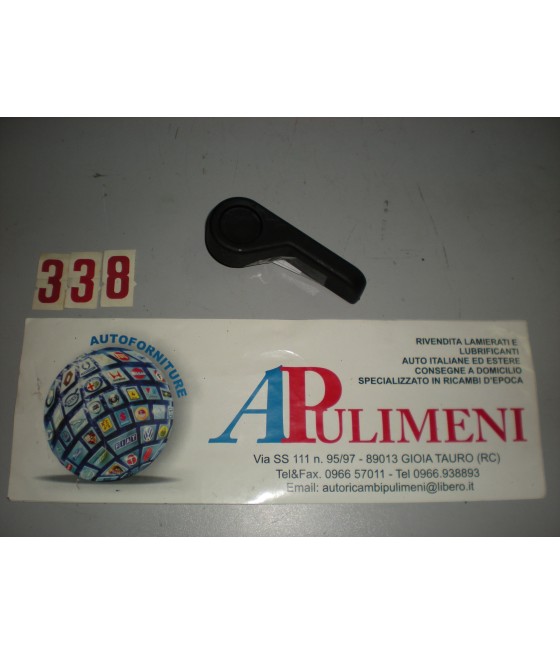 338
AUTOFORNITURE
RIVENDITA LAMIERATI E
LUBRIFICANTI
AUTO ITALIANE ED ESTERE
CONSEGNE A DOMICILIO
SPECIALIZZATO IN RICAMBI D'EPOCA
APULIMENI
Via SS 111 n. 95/97 - 89013 GIOIA TAURO (RC)
Tel&Fax. 0966 57011 - Tel 0966.938893
Email: autoricambipulimeni@libero.it